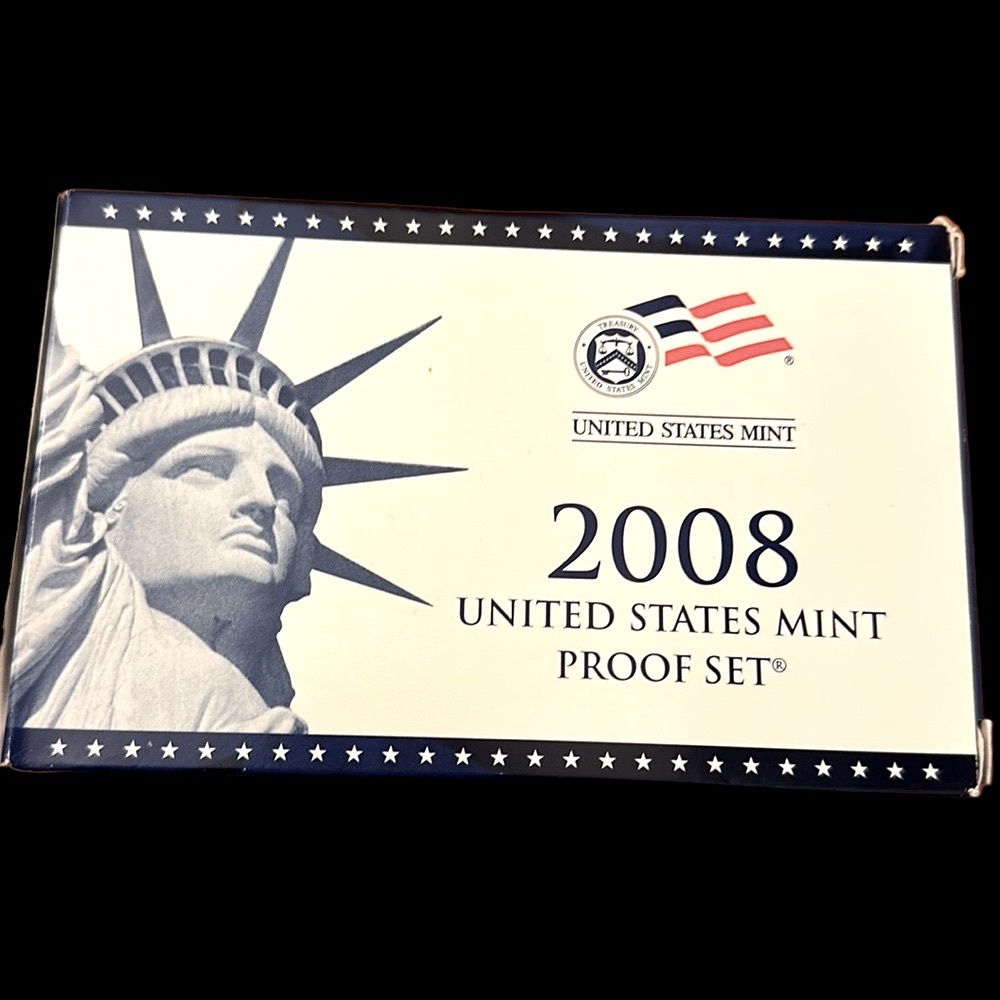 TREASURY
UNITED STATES MINT
®
UNITED STATES MINT
2008
UNITED STATES MINT
PROOF SET®